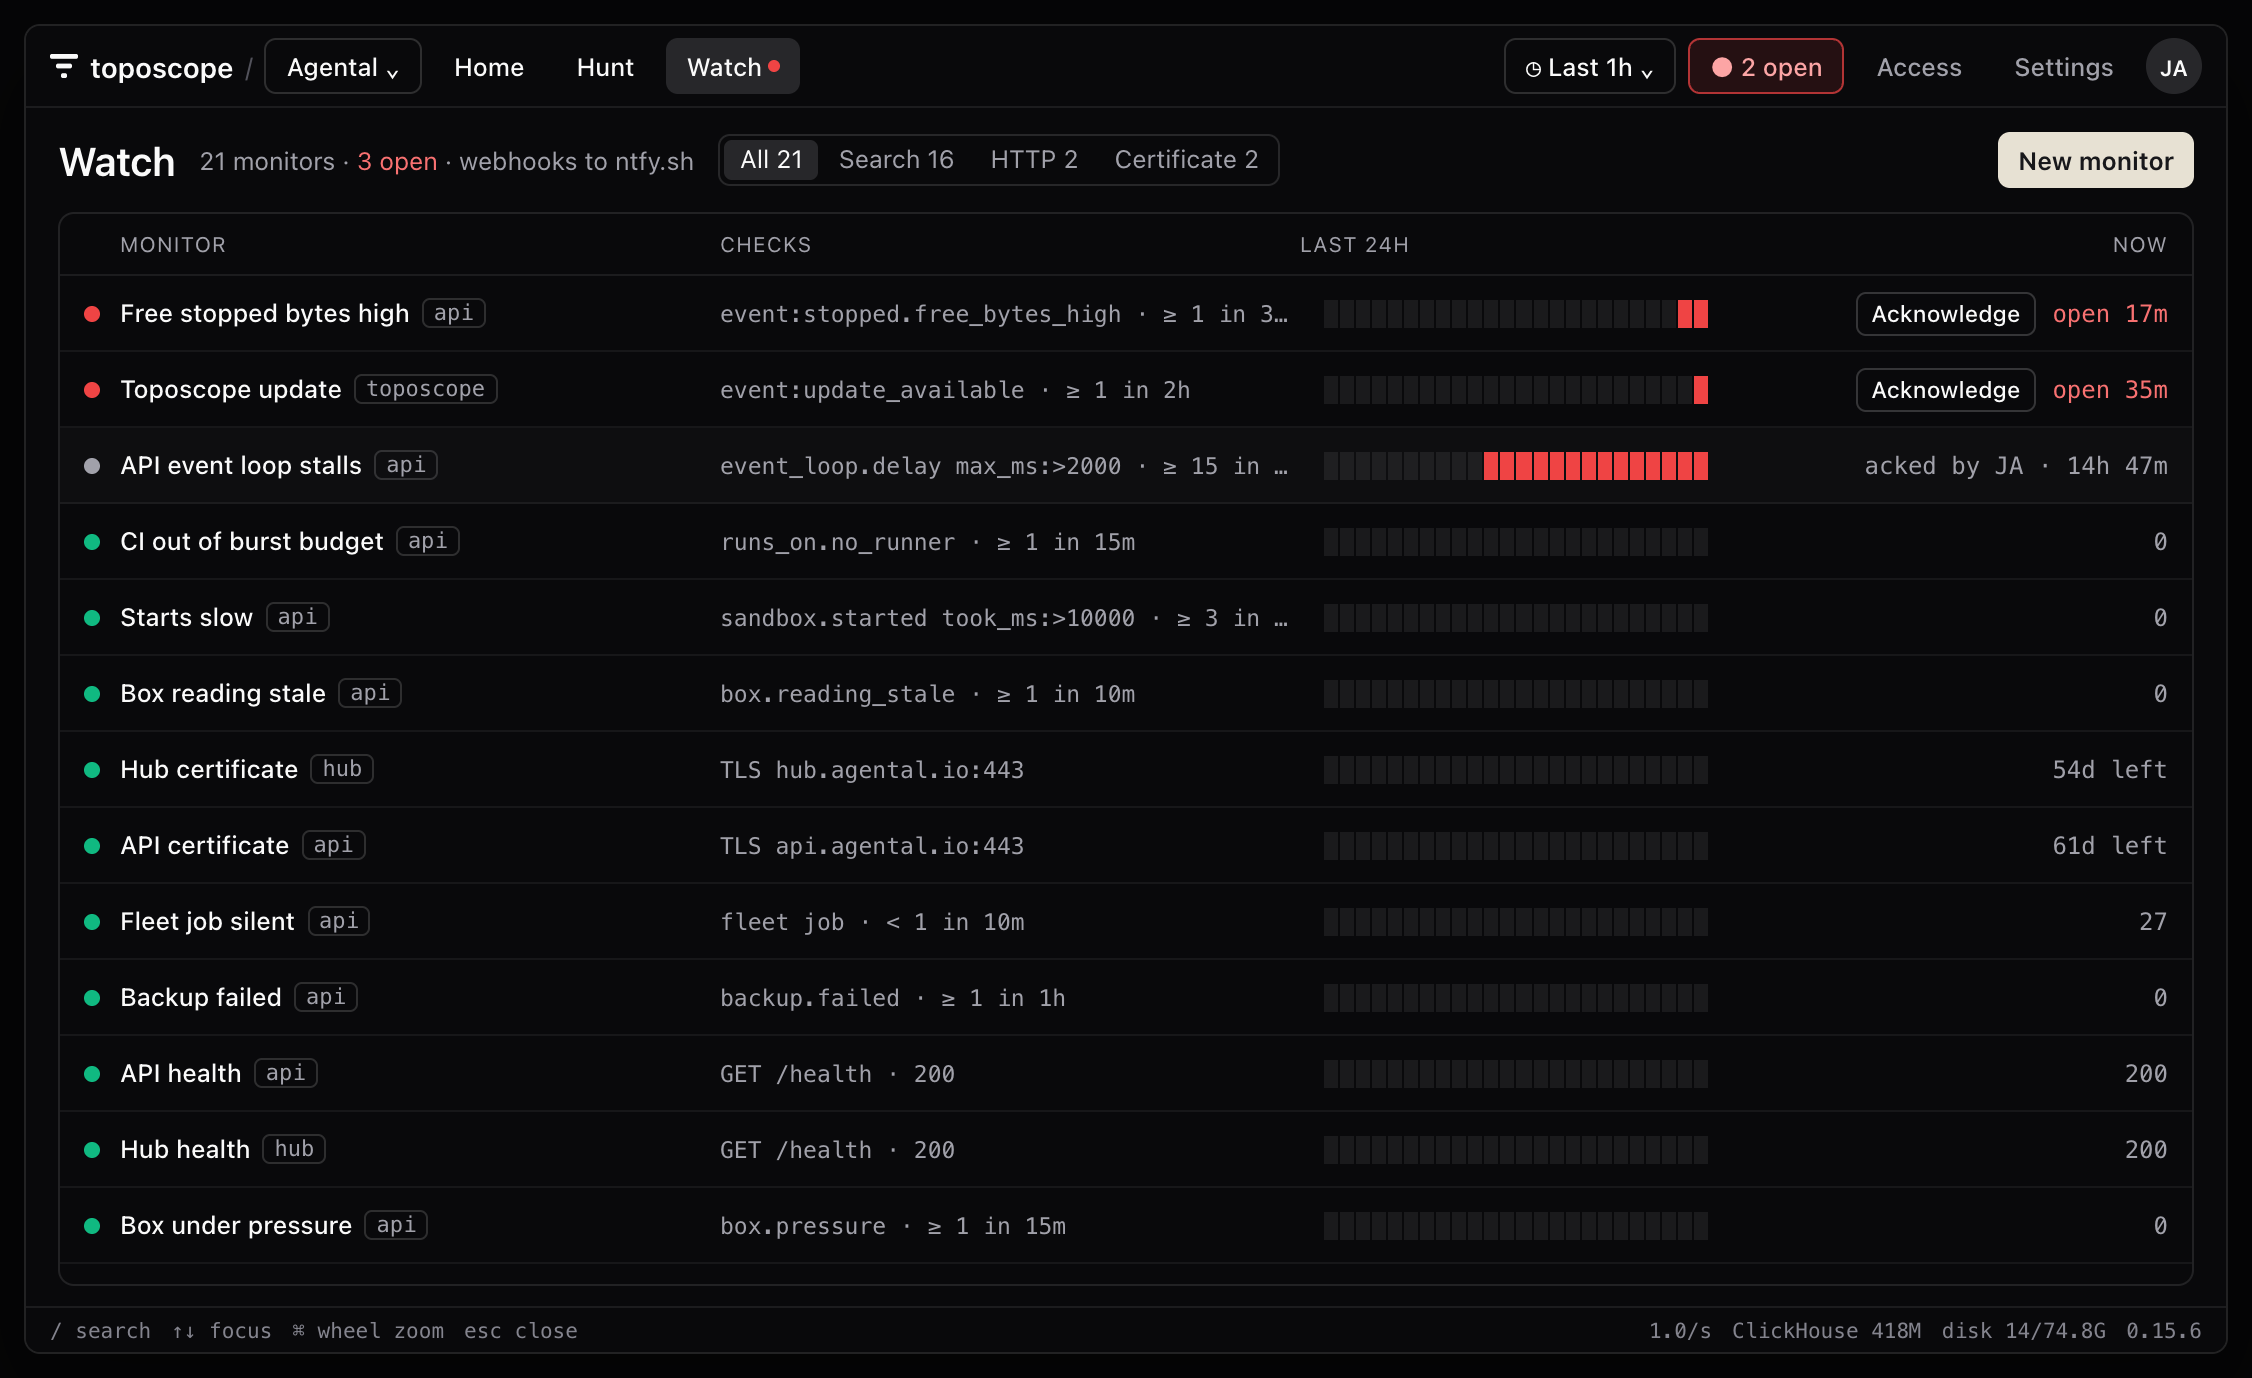 toposcope / Agental Home Hunt Watch Last 1h 2 open Access Settings JA
Watch 21 monitors · 3 open · webhooks to ntfy.sh All 21 Search 16 HTTP 2 Certificate 2 New monitor
MONITOR CHECKS LAST 24H NOW
Free stopped bytes high api event:stopped.free_bytes_high · ≥ 1 in 3… Acknowledge open 17m
Toposcope update toposcope event:update_available · ≥ 1 in 2h Acknowledge open 35m
API event loop stalls api event_loop.delay max_ms:>2000 · ≥ 15 in … acked by JA · 14h 47m
CI out of burst budget api runs_on.no_runner · ≥ 1 in 15m 0
Starts slow api sandbox.started took_ms:>10000 · ≥ 3 in … 0
Box reading stale api box.reading_stale · ≥ 1 in 10m 0
Hub certificate hub TLS hub.agental.io:443 54d left
API certificate api TLS api.agental.io:443 61d left
Fleet job silent api fleet job · < 1 in 10m 27
Backup failed api backup.failed · ≥ 1 in 1h 0
API health api GET /health · 200 200
Hub health hub GET /health · 200 200
Box under pressure api box.pressure · ≥ 1 in 15m 0
/ search ↑↓ focus ⌘ wheel zoom esc close 1.0/s ClickHouse 418M disk 14/74.8G 0.15.6